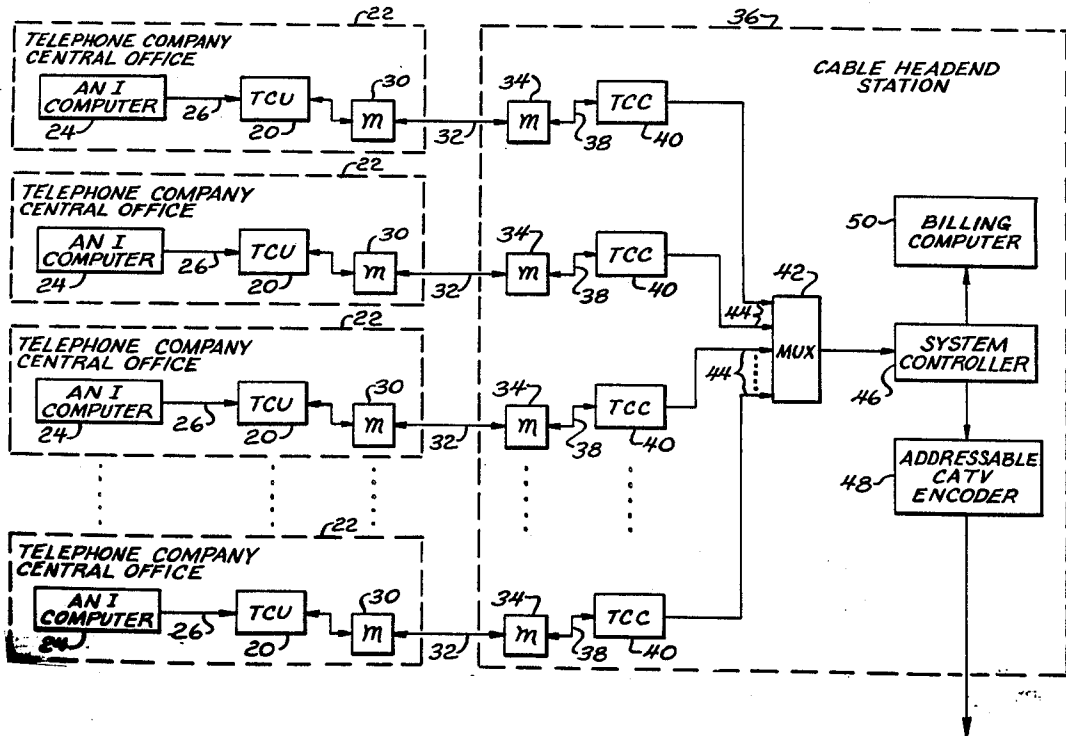 22
TELEPHONE COMPANY
CENTRAL OFFICE
AN I
COMPUTER
24
26
TCU
20
30
M
32
36
CABLE HEADEND
STATION
34
M
38
TCC
40
22
TELEPHONE COMPANY
CENTRAL OFFICE
AN I
COMPUTER
24
26
TCU
20
30
M
32
34
M
38
TCC
40
22
TELEPHONE COMPANY
CENTRAL OFFICE
AN I
COMPUTER
24
26
TCU
20
30
M
32
34
M
38
TCC
40
22
TELEPHONE COMPANY
CENTRAL OFFICE
AN I
COMPUTER
24
26
TCU
20
30
M
32
34
M
38
TCC
40
42
44
44
MUX
50
BILLING
COMPUTER
SYSTEM
CONTROLLER
46
48
ADDRESSABLE
CATV
ENCODER